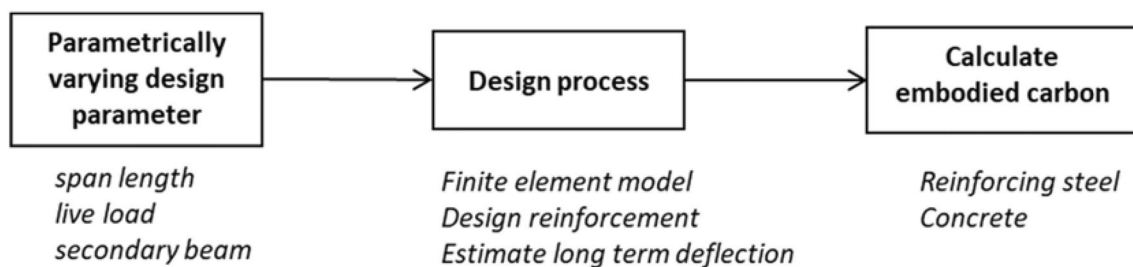 Parametrically
varying design
parameter
span length
live load
secondary beam
Design process
Finite element model
Design reinforcement
Estimate long term deflection
Calculate
embodied carbon
Reinforcing steel
Concrete